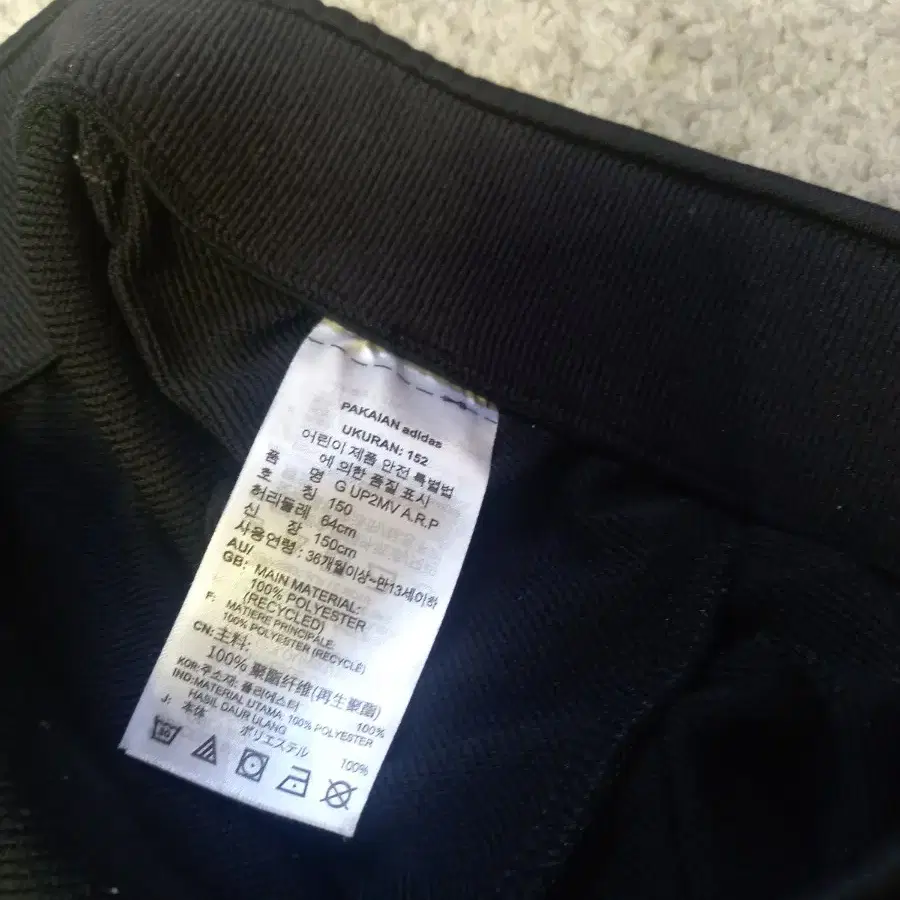 PAKAIAN adidas
UKURAN: 152
어린이 제품 안전 특별법
에 의한 품질 표시
품 명 G UP2MV A.R.P
호 칭 150
허리둘레 64cm
신 장 150cm
사용연령 : 36개월이상~만13세이하
AU/
GB: MAIN MATERIAL:
100% POLYESTER
(RECYCLED)
F: MATIERE PRINCIPALE:
100% POLYESTER (RECYCLE)
CN: 主料:
100% 聚酯纤维(再生聚酯)
KOR: 주소재: 폴리에스터 100%
IND: MATERIAL UTAMA: 100% POLYESTER
HASIL DAUR ULANG
J: 本体
ポリエステル 100%
30